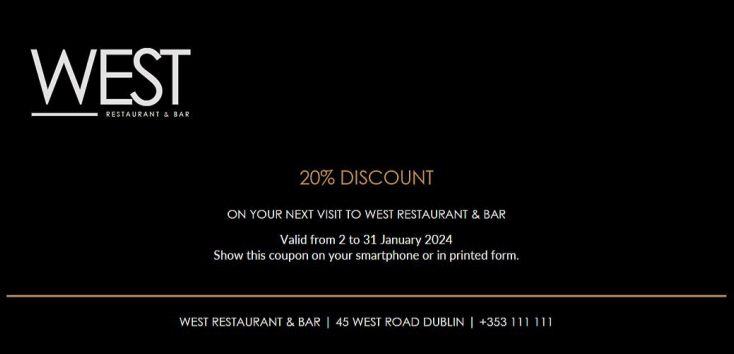 WEST
RESTAURANT & BAR
20% DISCOUNT
ON YOUR NEXT VISIT TO WEST RESTAURANT & BAR
Valid from 2 to 31 January 2024
Show this coupon on your smartphone or in printed form.
WEST RESTAURANT & BAR | 45 WEST ROAD DUBLIN | +353 111 111